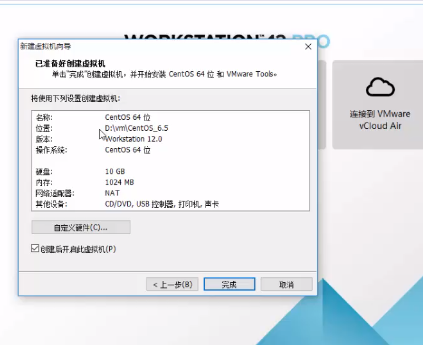 WORKSTATION 12 PRO
新建虚拟机向导
已准备好创建虚拟机
单击"完成"创建虚拟机，并开始安装 CentOS 64 位 和 VMware Tools。
将使用下列设置创建虚拟机:
名称: CentOS 64 位
位置: D:\vm\CentOS_6.5
版本: Workstation 12.0
操作系统: CentOS 64 位
硬盘: 10 GB
内存: 1024 MB
网络适配器: NAT
其他设备: CD/DVD, USB 控制器, 打印机, 声卡
自定义硬件(C)...
创建后开启此虚拟机(P)
< 上一步(B)
完成
取消
连接到 VMware
vCloud Air